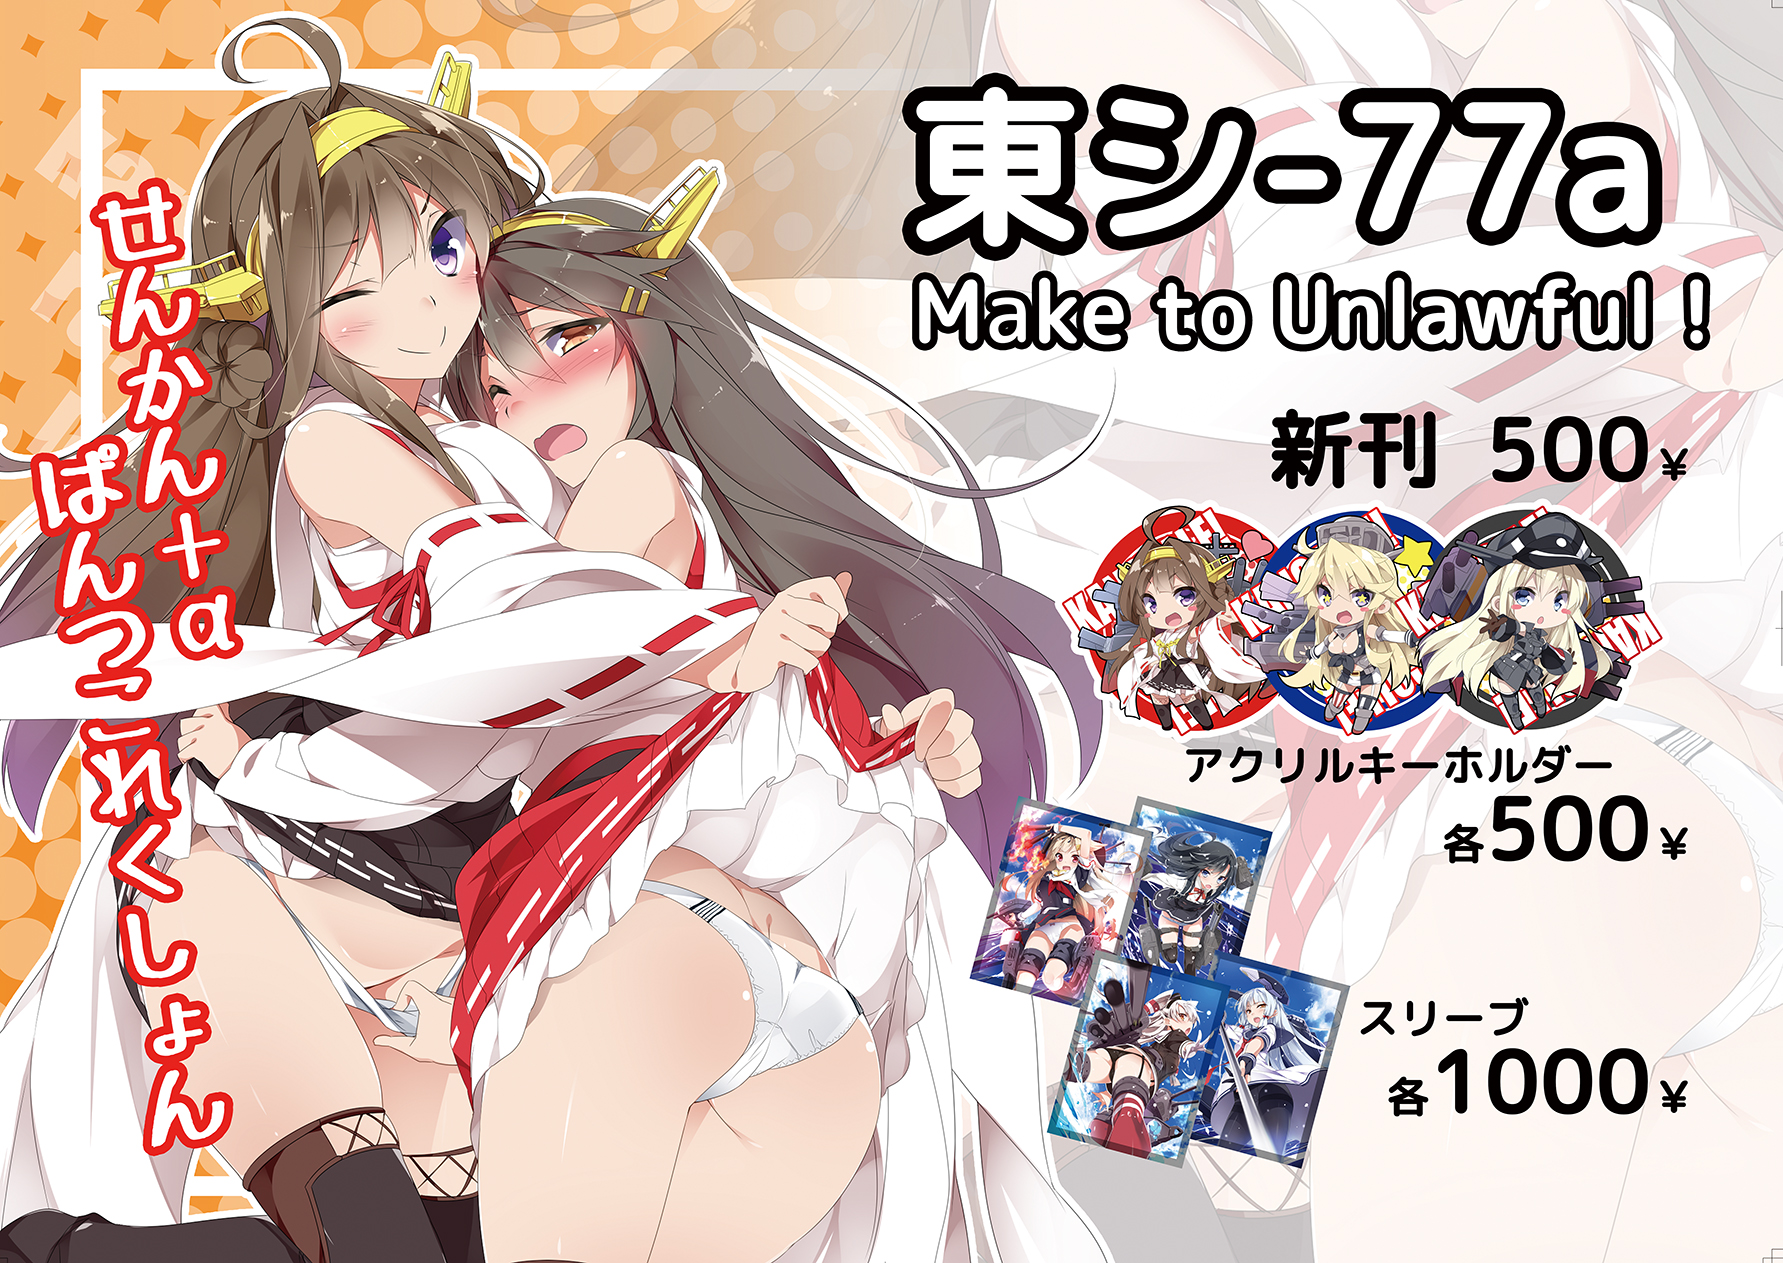 せんかん+α
ぱんつこれくしょん
東シ-77a
Make to Unlawful !
新刊 500¥
アクリルキーホルダー
各500¥
スリーブ
各1000¥